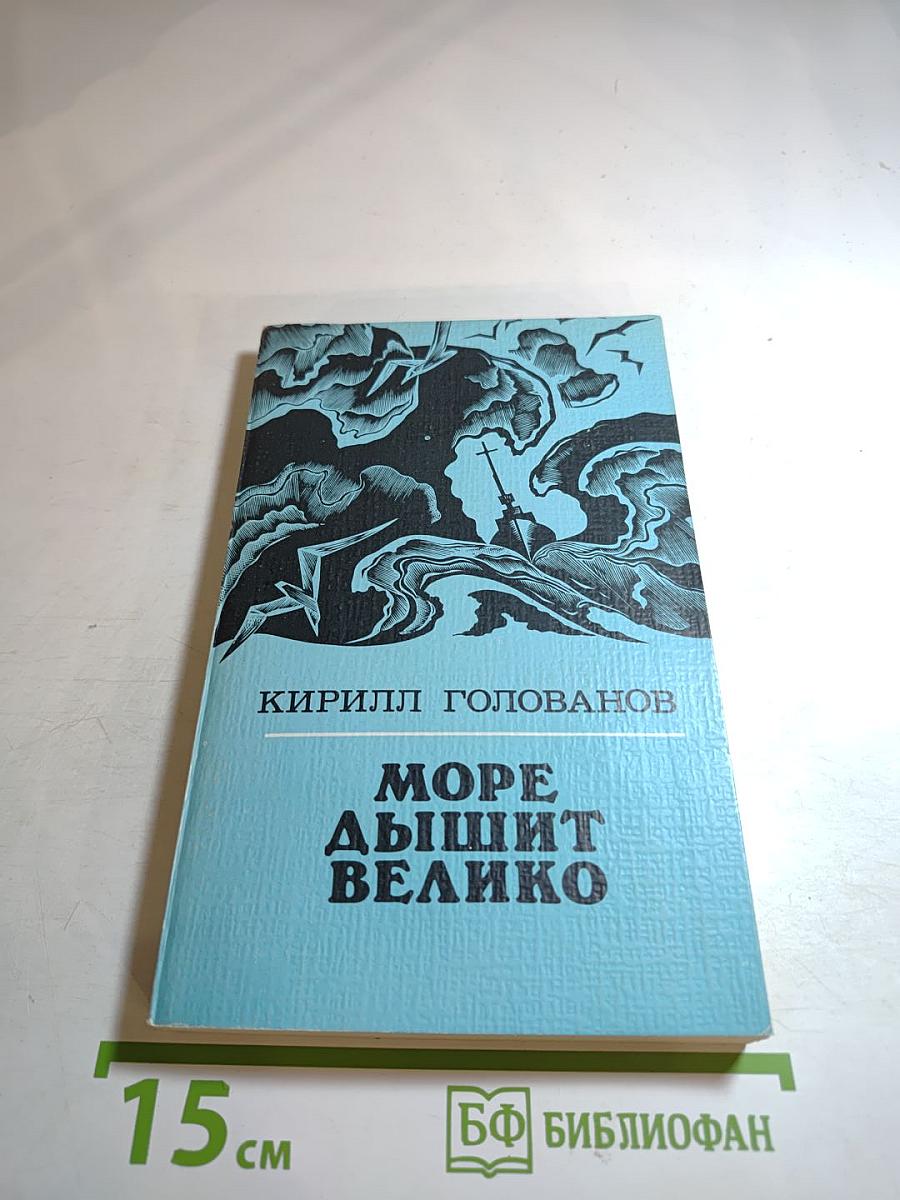 КИРИЛЛ ГОЛОВАНОВ
МОРЕ
ДЫШИТ
ВЕЛИКО
15 см
БФ БИБЛИОФАН